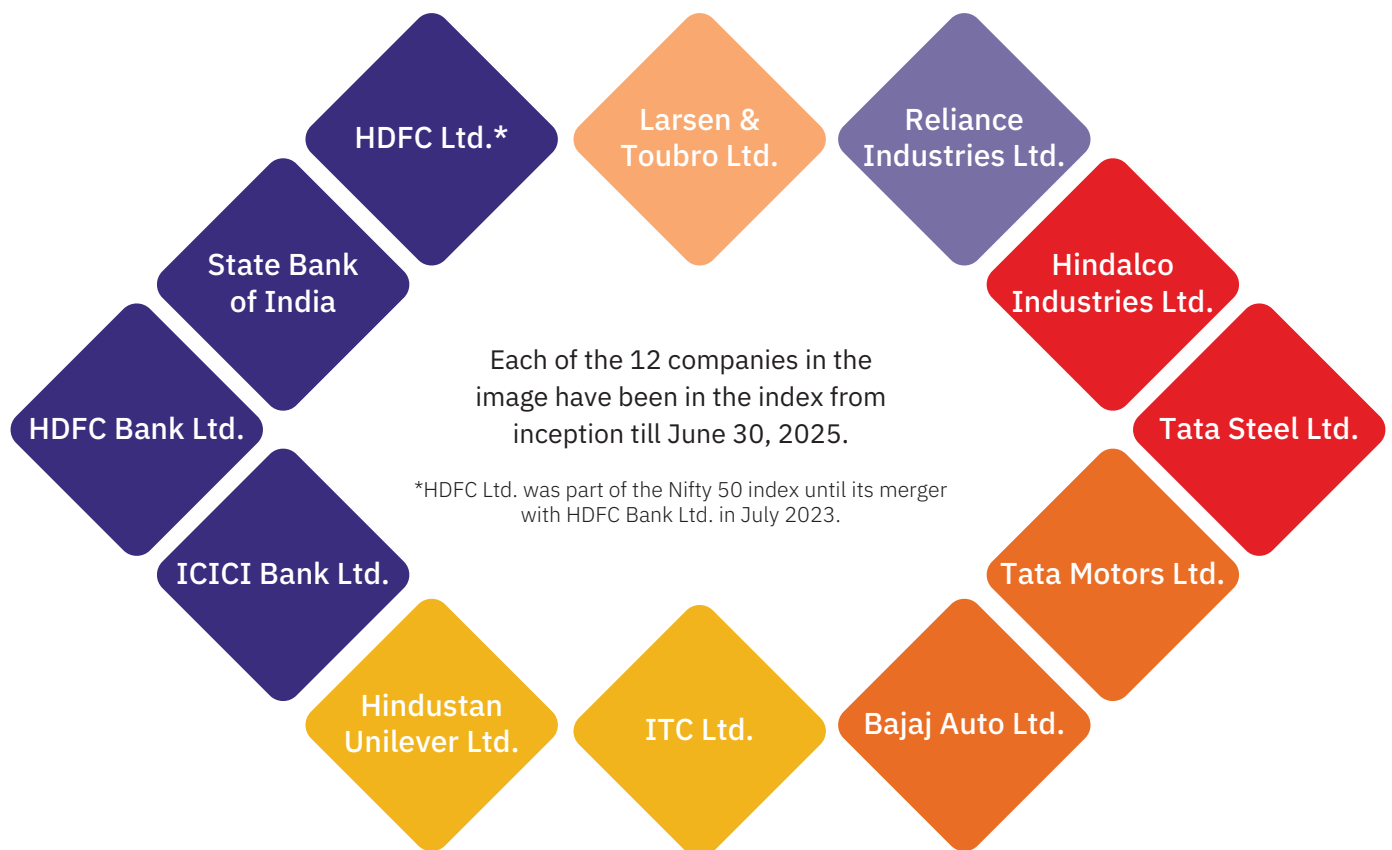 HDFC Ltd.*
Larsen &
Toubro Ltd.
Reliance
Industries Ltd.
State Bank
of India
Hindalco
Industries Ltd.
HDFC Bank Ltd.
Each of the 12 companies in the
image have been in the index from
inception till June 30, 2025.
*HDFC Ltd. was part of the Nifty 50 index until its merger
with HDFC Bank Ltd. in July 2023.
Tata Steel Ltd.
ICICI Bank Ltd.
Tata Motors Ltd.
Hindustan
Unilever Ltd.
ITC Ltd.
Bajaj Auto Ltd.